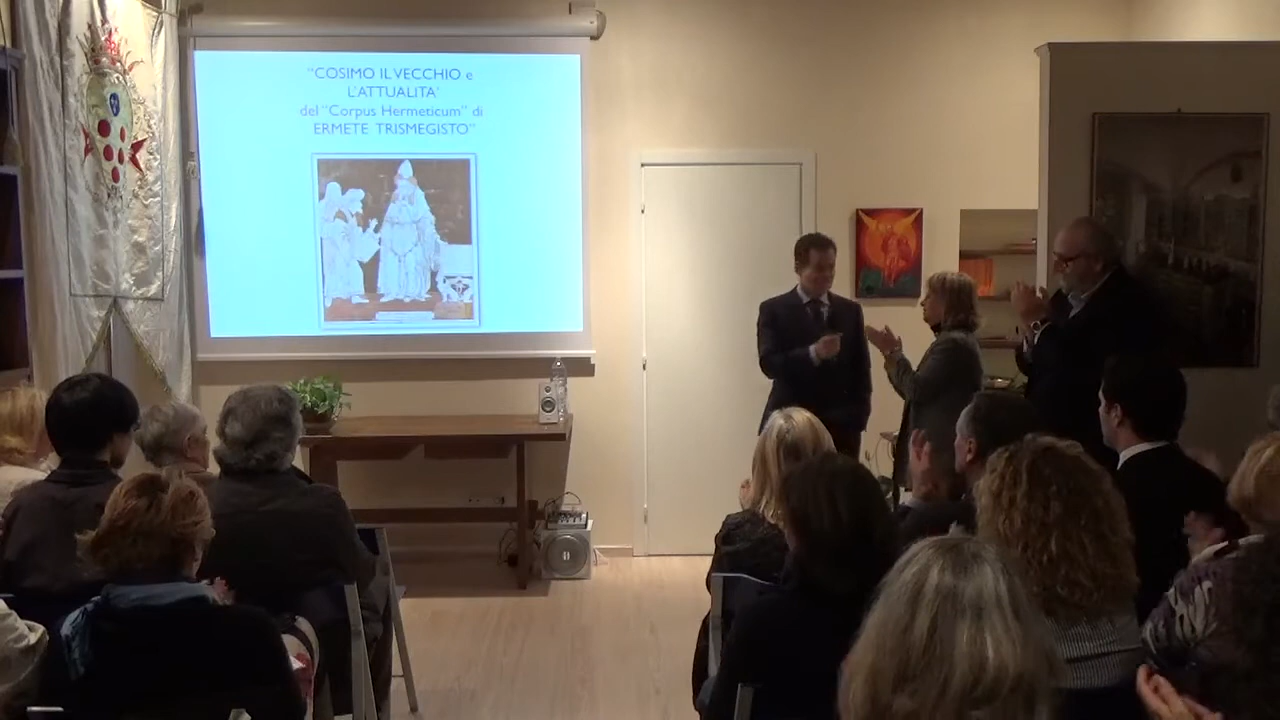 "COSIMO IL VECCHIO e
L'ATTUALITA'
del "Corpus Hermeticum" di
ERMETE TRISMEGISTO"